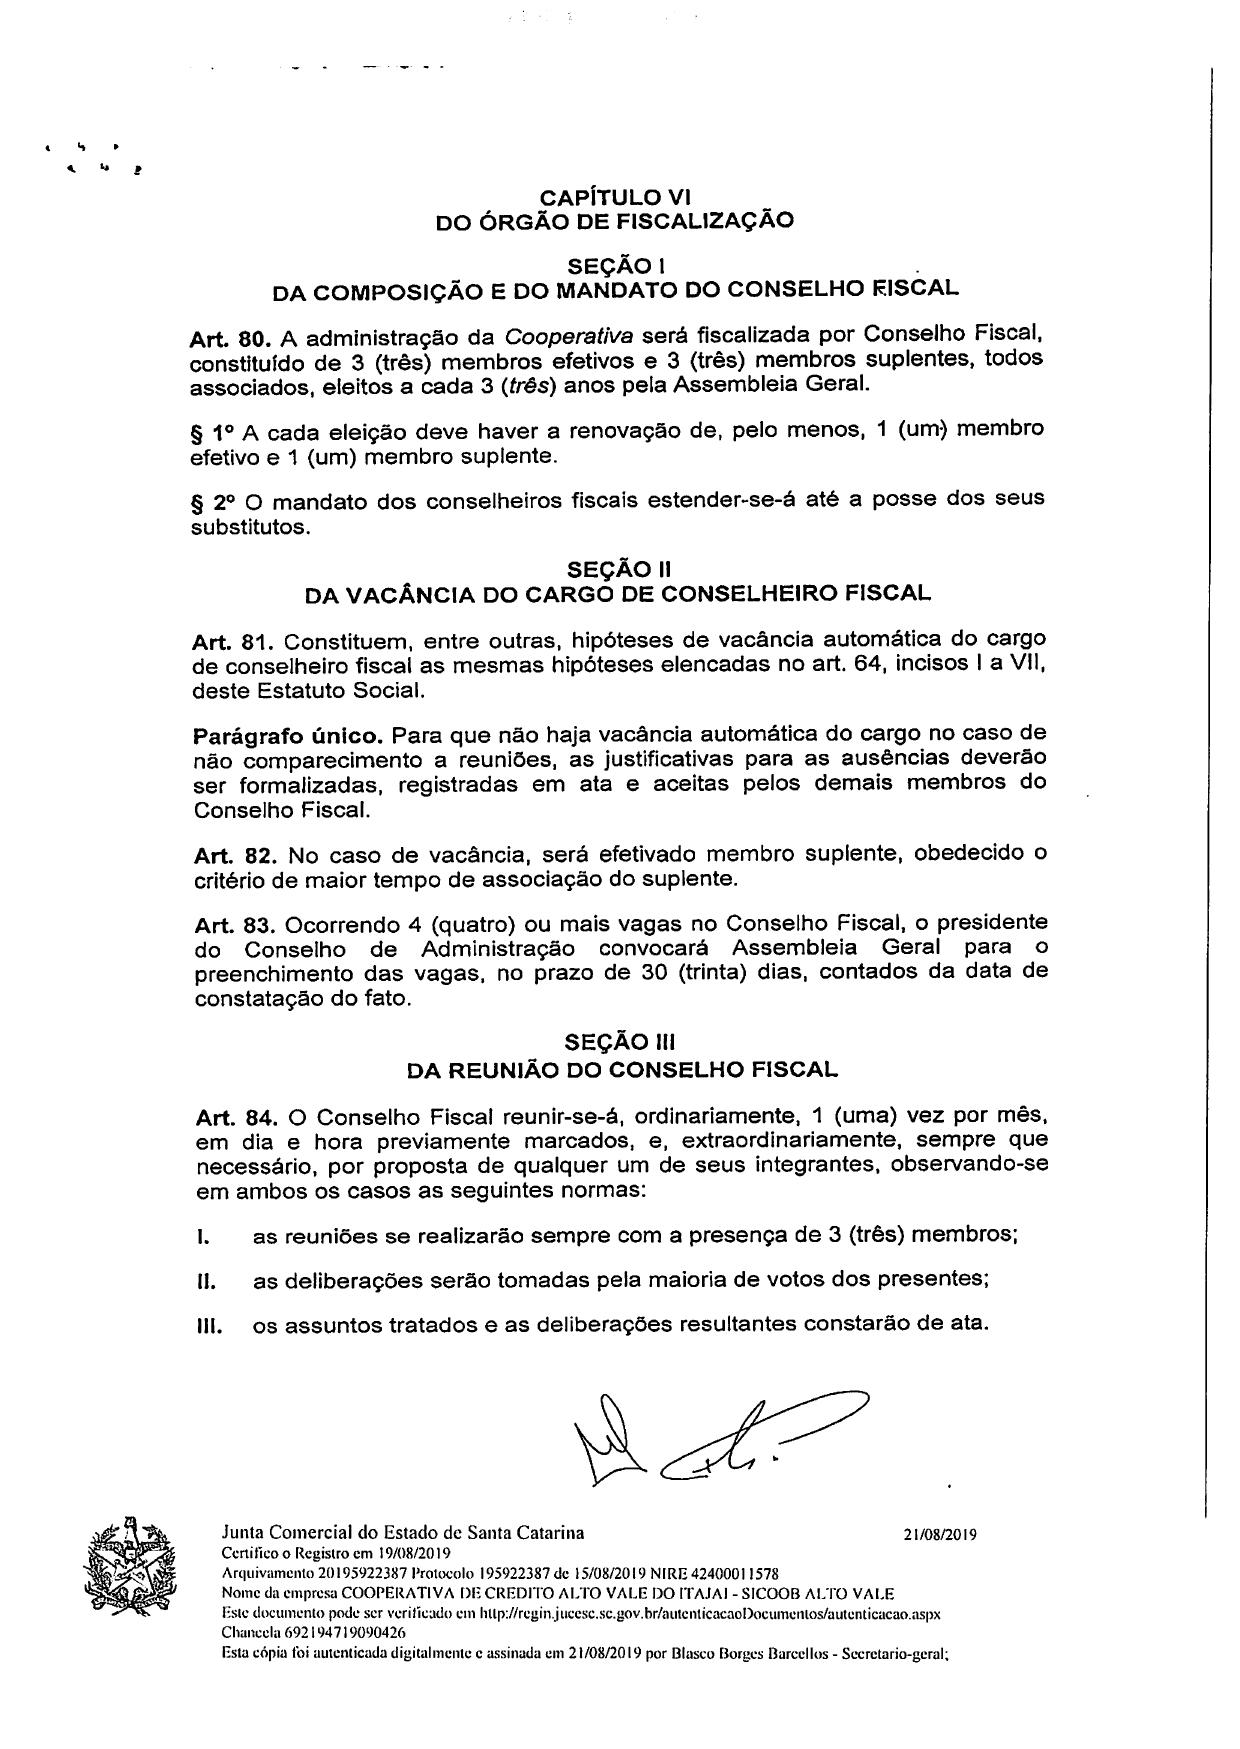 CAPÍTULO VI
DO ÓRGÃO DE FISCALIZAÇÃO
SEÇÃO I
DA COMPOSIÇÃO E DO MANDATO DO CONSELHO FISCAL
Art. 80. A administração da Cooperativa será fiscalizada por Conselho Fiscal,
constituído de 3 (três) membros efetivos e 3 (três) membros suplentes, todos
associados, eleitos a cada 3 (três) anos pela Assembleia Geral.
§ 1º A cada eleição deve haver a renovação de, pelo menos, 1 (um) membro
efetivo e 1 (um) membro suplente.
§ 2º O mandato dos conselheiros fiscais estender-se-á até a posse dos seus
substitutos.
SEÇÃO II
DA VACÂNCIA DO CARGO DE CONSELHEIRO FISCAL
Art. 81. Constituem, entre outras, hipóteses de vacância automática do cargo
de conselheiro fiscal as mesmas hipóteses elencadas no art. 64, incisos I a VII,
deste Estatuto Social.
Parágrafo único. Para que não haja vacância automática do cargo no caso de
não comparecimento a reuniões, as justificativas para as ausências deverão
ser formalizadas, registradas em ata e aceitas pelos demais membros do
Conselho Fiscal.
Art. 82. No caso de vacância, será efetivado membro suplente, obedecido o
critério de maior tempo de associação do suplente.
Art. 83. Ocorrendo 4 (quatro) ou mais vagas no Conselho Fiscal, o presidente
do Conselho de Administração convocará Assembleia Geral para o
preenchimento das vagas, no prazo de 30 (trinta) dias, contados da data de
constatação do fato.
SEÇÃO III
DA REUNIÃO DO CONSELHO FISCAL
Art. 84. O Conselho Fiscal reunir-se-á, ordinariamente, 1 (uma) vez por mês,
em dia e hora previamente marcados, e, extraordinariamente, sempre que
necessário, por proposta de qualquer um de seus integrantes, observando-se
em ambos os casos as seguintes normas:
I. as reuniões se realizarão sempre com a presença de 3 (três) membros;
II. as deliberações serão tomadas pela maioria de votos dos presentes;
III. os assuntos tratados e as deliberações resultantes constarão de ata.
Junta Comercial do Estado de Santa Catarina 21/08/2019
Certifico o Registro em 19/08/2019
Arquivamento 20195922387 Protocolo 195922387 de 15/08/2019 NIRE 42400011578
Nome da empresa COOPERATIVA DE CREDITO ALTO VALE DO ITAJAI - SICOOB ALTO VALE
Este documento pode ser verificado em http://regin.jucesc.sc.gov.br/autenticacaoDocumentos/autenticacao.aspx
Chancela 692194719090426
Esta cópia foi autenticada digitalmente e assinada em 21/08/2019 por Blasco Borges Barcellos - Secretario-geral;